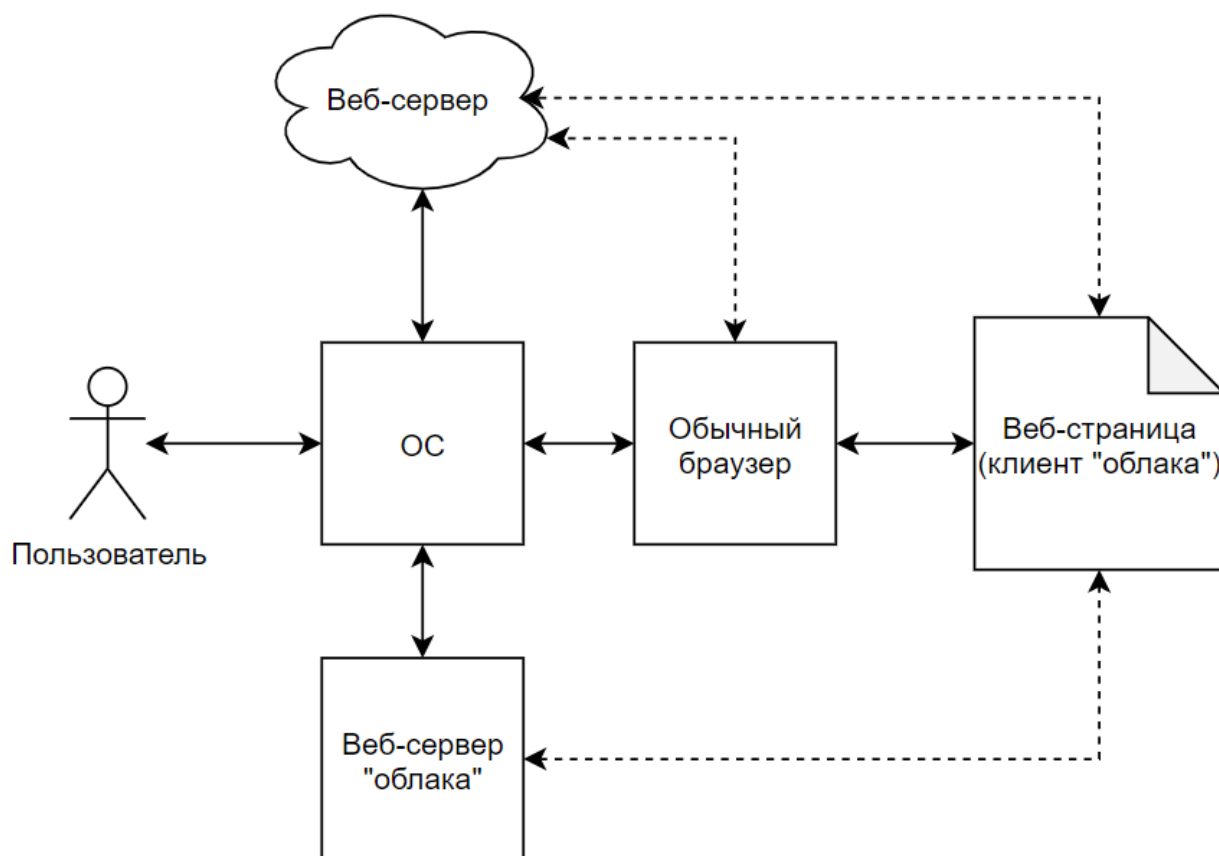 Веб-сервер
ОС
Обычный
браузер
Веб-страница
(клиент "облака")
Пользователь
Веб-сервер
"облака"